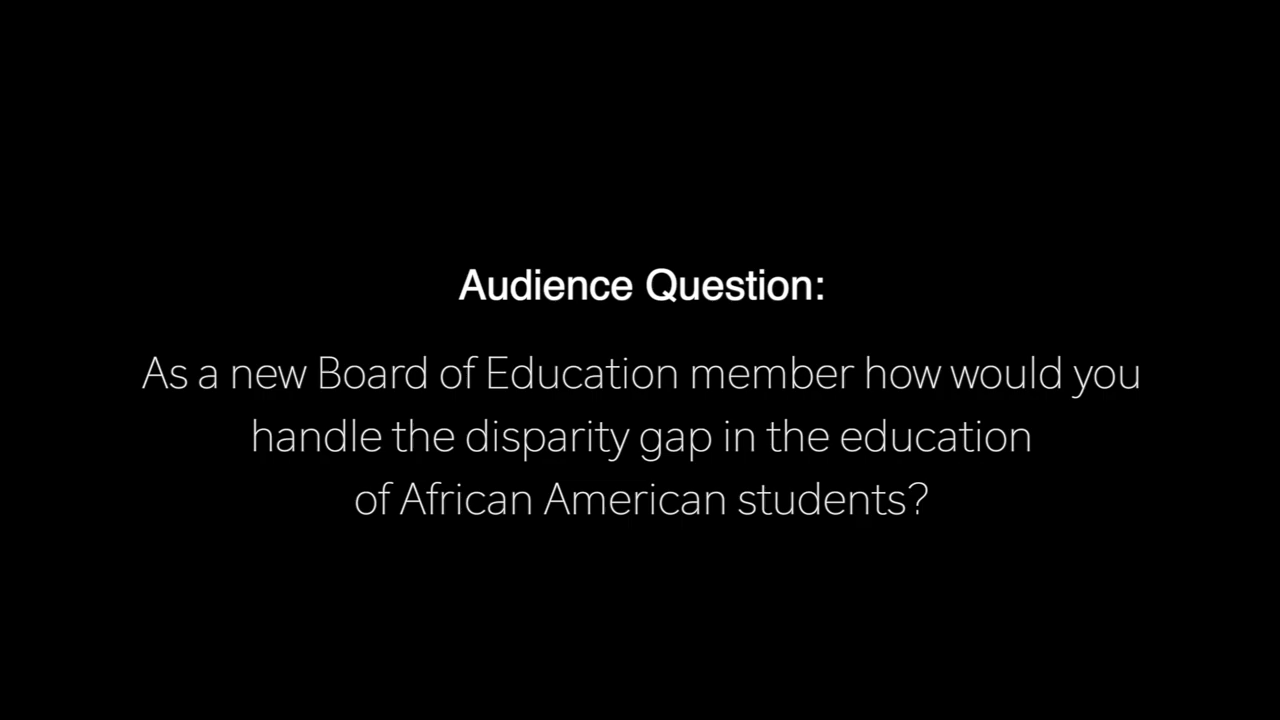 Audience Question:
As a new Board of Education member how would you
handle the disparity gap in the education
of African American students?